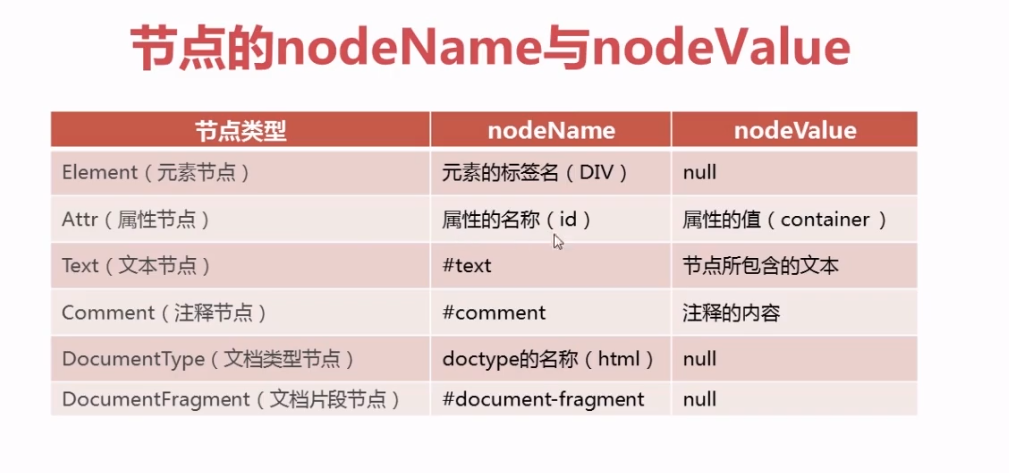 节点的nodeName与nodeValue
节点类型 nodeName nodeValue
Element（元素节点） 元素的标签名（DIV） null
Attr（属性节点） 属性的名称（id） 属性的值（container ）
Text（文本节点） #text 节点所包含的文本
Comment（注释节点） #comment 注释的内容
DocumentType（文档类型节点） doctype的名称（html） null
DocumentFragment（文档片段节点） #document-fragment null